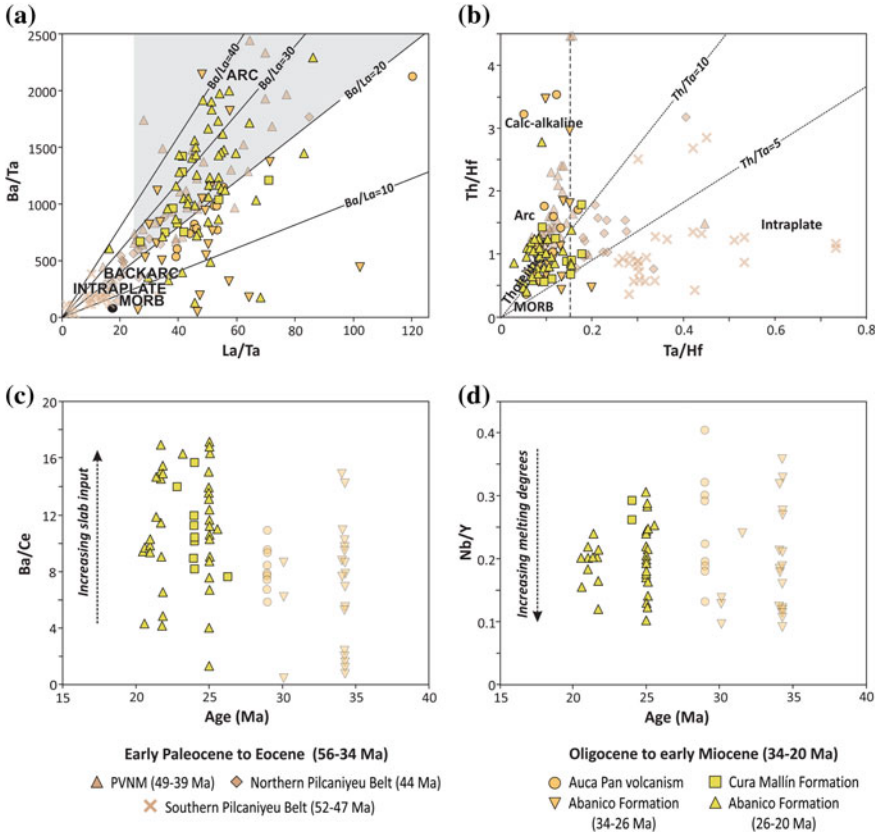 (a)
2500
2000
1500
1000
500
0
Ba/Ta
0
20
40
60
80
100
120
La/Ta
Ba/La=40
ARC
Ba/La=30
Ba/La=20
Ba/La=10
BACKARC
INTRAPLATE
MORB
(b)
4
3
2
1
0
Th/Hf
0
0.2
0.4
0.6
0.8
Ta/Hf
Calc-alkaline
Th/Ta=10
Th/Ta=5
Arc
Intraplate
Tholeiitic
MORB
(c)
20
16
12
8
4
0
Ba/Ce
Increasing slab input
15
20
25
30
35
40
Age (Ma)
(d)
0.4
0.3
0.2
0.1
0
Nb/Y
Increasing melting degrees
15
20
25
30
35
40
Age (Ma)
Early Paleocene to Eocene (56-34 Ma)
PVNM (49-39 Ma)
Northern Pilcaniyeu Belt (44 Ma)
Southern Pilcaniyeu Belt (52-47 Ma)
Oligocene to early Miocene (34-20 Ma)
Auca Pan volcanism
Cura Mallín Formation
Abanico Formation
(34-26 Ma)
Abanico Formation
(26-20 Ma)